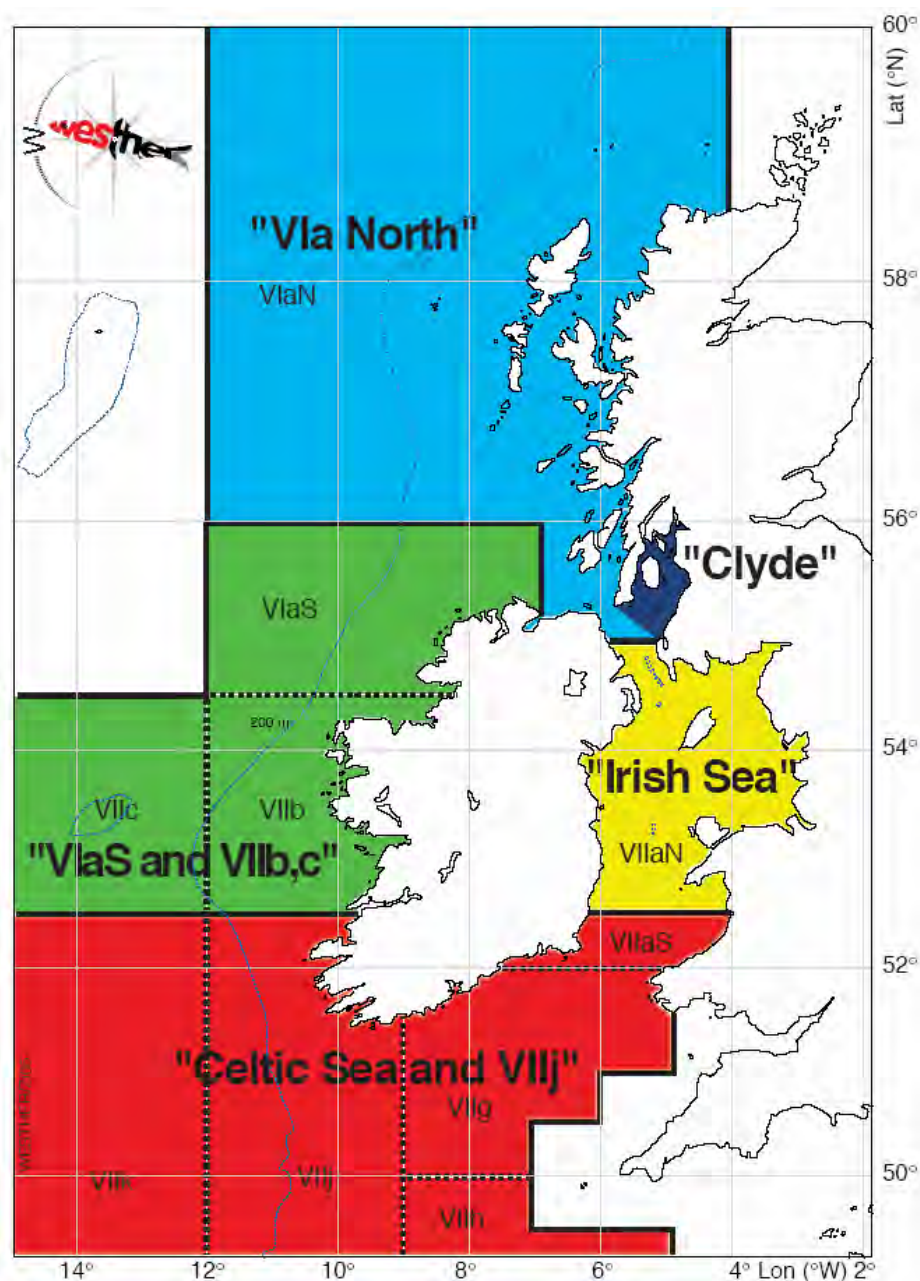 60°
Lat (°N)
westher
"VIa North"
VIaN
58°
56°
"Clyde"
VIaS
200 m
54°
"Irish Sea"
VIIc
VIIb
"VIaS and VIIb,c"
VIIaN
VIIaS
52°
"Celtic Sea and VIIj"
VIIg
VIIk
VIIj
50°
VIIh
14°
12°
10°
8°
6°
4°
Lon (°W)
2°